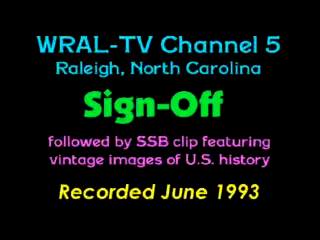 WRAL-TV Channel 5
Raleigh, North Carolina
Sign-Off
followed by SSB clip featuring
vintage images of U.S. history
Recorded June 1993